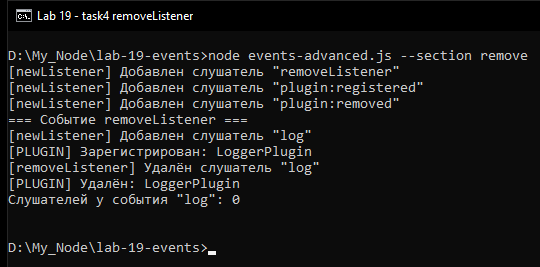 Lab 19 - task4 removeListener
D:\My_Node\lab-19-events>node events-advanced.js --section remove
[newListener] Добавлен слушатель "removeListener"
[newListener] Добавлен слушатель "plugin:registered"
[newListener] Добавлен слушатель "plugin:removed"
=== Событие removeListener ===
[newListener] Добавлен слушатель "log"
[PLUGIN] Зарегистрирован: LoggerPlugin
[removeListener] Удалён слушатель "log"
[PLUGIN] Удалён: LoggerPlugin
Слушателей у события "log": 0
D:\My_Node\lab-19-events>